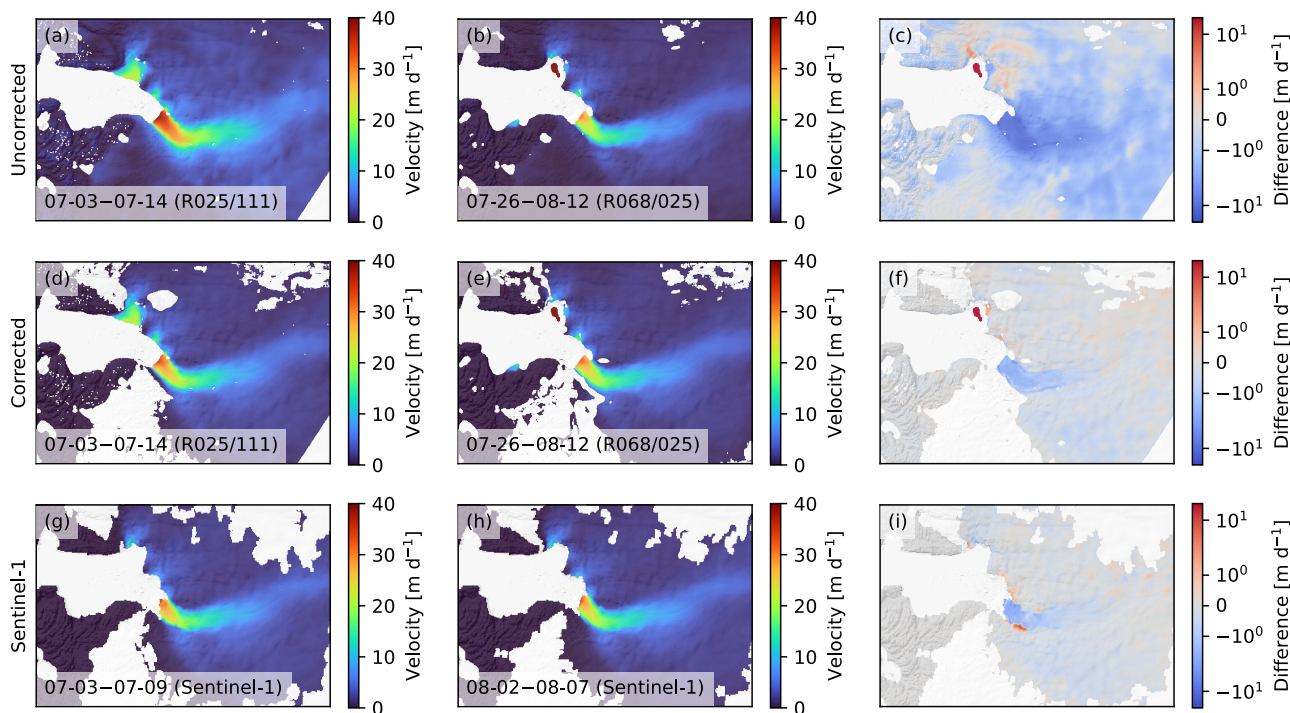 Uncorrected
(a)
07-03−07-14 (R025/111)
40
30
20
10
0
Velocity [m d⁻¹]
(b)
07-26−08-12 (R068/025)
40
30
20
10
0
Velocity [m d⁻¹]
(c)
10¹
10⁰
0
−10⁰
−10¹
Difference [m d⁻¹]
Corrected
(d)
07-03−07-14 (R025/111)
40
30
20
10
0
Velocity [m d⁻¹]
(e)
07-26−08-12 (R068/025)
40
30
20
10
0
Velocity [m d⁻¹]
(f)
10¹
10⁰
0
−10⁰
−10¹
Difference [m d⁻¹]
Sentinel-1
(g)
07-03−07-09 (Sentinel-1)
40
30
20
10
0
Velocity [m d⁻¹]
(h)
08-02−08-07 (Sentinel-1)
40
30
20
10
0
Velocity [m d⁻¹]
(i)
10¹
10⁰
0
−10⁰
−10¹
Difference [m d⁻¹]